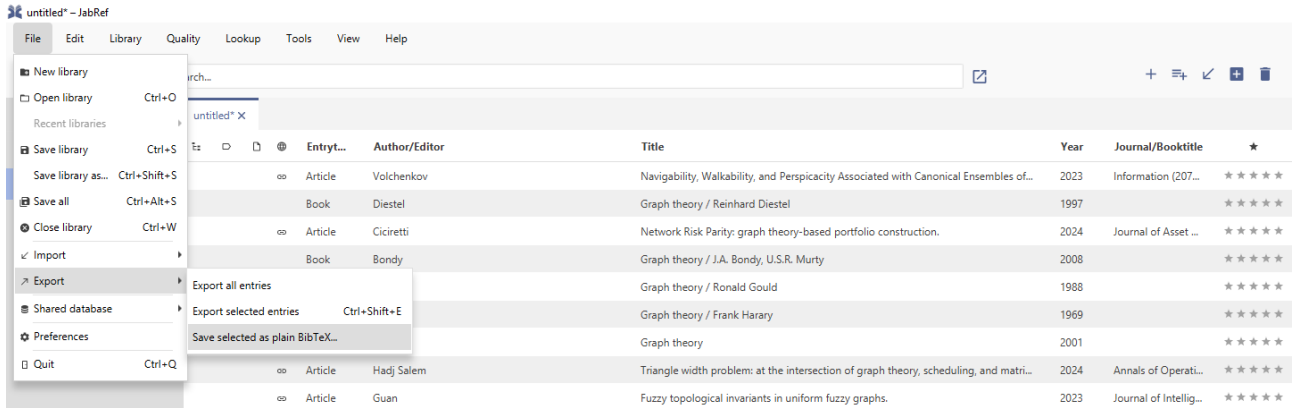 untitled* – JabRef
File Edit Library Quality Lookup Tools View Help
New library
Open library Ctrl+O
Recent libraries
Save library Ctrl+S
Save library as... Ctrl+Shift+S
Save all Ctrl+Alt+S
Close library Ctrl+W
Import
Export
Shared database
Preferences
Quit Ctrl+Q
Export all entries
Export selected entries Ctrl+Shift+E
Save selected as plain BibTeX...
rch...
untitled*
Entryt... Author/Editor Title Year Journal/Booktitle
Article Volchenkov Navigability, Walkability, and Perspicacity Associated with Canonical Ensembles of... 2023 Information (207...
Book Diestel Graph theory / Reinhard Diestel 1997
Article Ciciretti Network Risk Parity: graph theory-based portfolio construction. 2024 Journal of Asset ...
Book Bondy Graph theory / J.A. Bondy, U.S.R. Murty 2008
Graph theory / Ronald Gould 1988
Graph theory / Frank Harary 1969
Graph theory 2001
Article Hadj Salem Triangle width problem: at the intersection of graph theory, scheduling, and matri... 2024 Annals of Operati...
Article Guan Fuzzy topological invariants in uniform fuzzy graphs. 2023 Journal of Intellig...